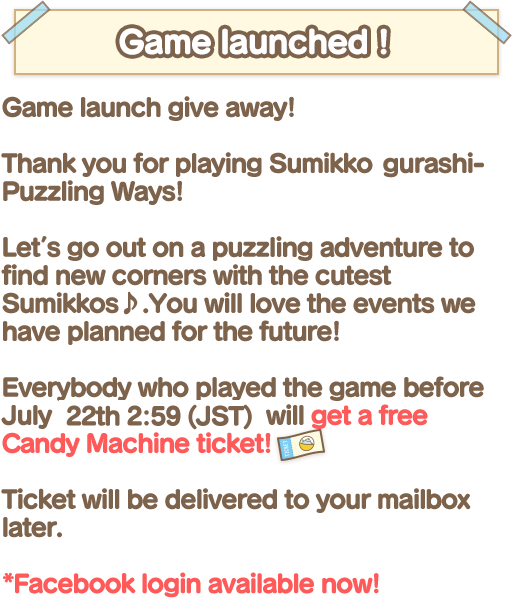 Game launched !
Game launch give away!
Thank you for playing Sumikko gurashi-
Puzzling Ways!
Let's go out on a puzzling adventure to
find new corners with the cutest
Sumikkos♪.You will love the events we
have planned for the future!
Everybody who played the game before
July 22th 2:59 (JST) will get a free
Candy Machine ticket!
Ticket will be delivered to your mailbox
later.
*Facebook login available now!